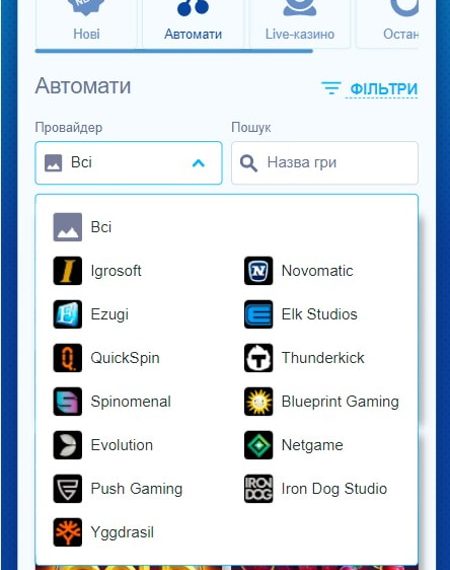 Нові Автомати Live-казино Остан
Автомати ФІЛЬТРИ
Провайдер Пошук
Всі Назва гри
Всі
Igrosoft Novomatic
Ezugi Elk Studios
QuickSpin Thunderkick
Spinomenal Blueprint Gaming
Evolution Netgame
Push Gaming IRON DOG Iron Dog Studio
Yggdrasil